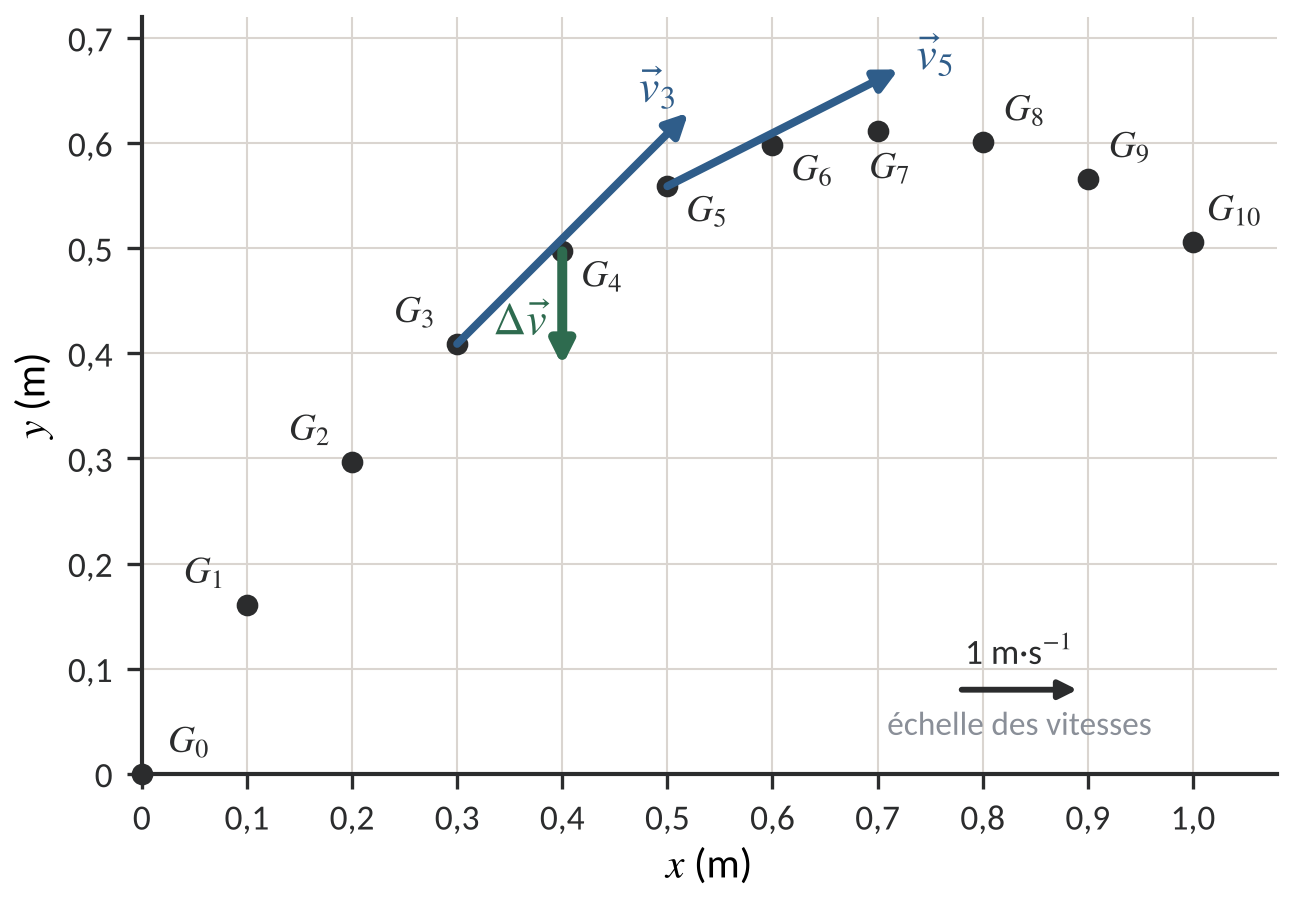 0,7
0,6
0,5
0,4
0,3
0,2
0,1
0
y (m)
G₀
G₁
G₂
G₃
G₄
G₅
G₆
G₇
G₈
G₉
G₁₀
v⃗₃
v⃗₅
Δv⃗
1 m·s⁻¹
échelle des vitesses
0 0,1 0,2 0,3 0,4 0,5 0,6 0,7 0,8 0,9 1,0
x (m)